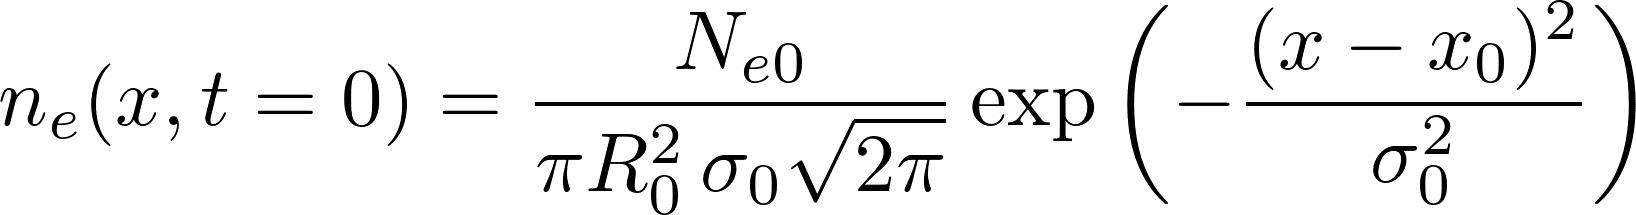 n_e(x, t = 0) = \frac{N_{e0}}{\pi R_0^2 \, \sigma_0 \sqrt{2\pi}} \exp\left(-\frac{(x - x_0)^2}{\sigma_0^2}\right)